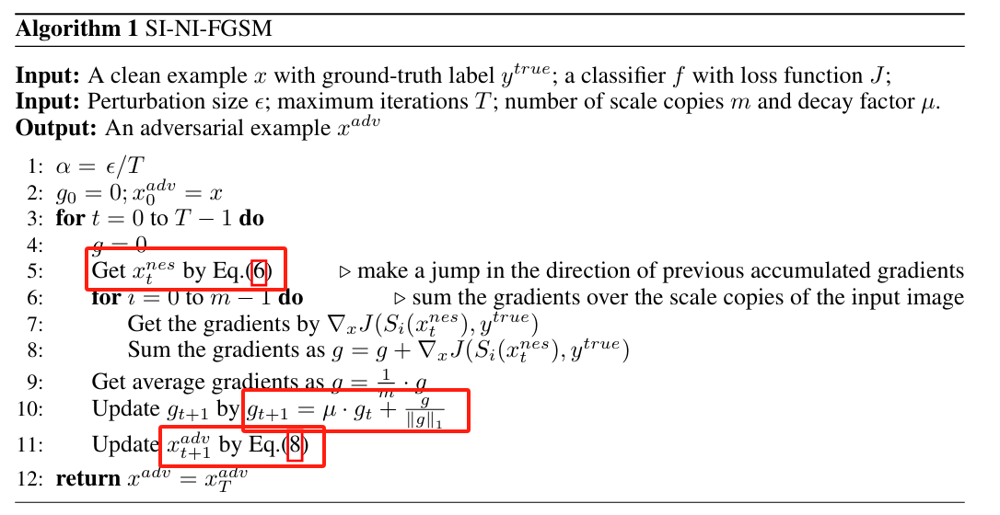 Algorithm 1 SI-NI-FGSM
Input: A clean example $x$ with ground-truth label $y^{true}$; a classifier $f$ with loss function $J$;
Input: Perturbation size $\epsilon$; maximum iterations $T$; number of scale copies $m$ and decay factor $\mu$.
Output: An adversarial example $x^{adv}$
1: $\alpha = \epsilon/T$
2: $g_0 = 0; x_0^{adv} = x$
3: for $t = 0$ to $T - 1$ do
4: $g = 0$
5: Get $x_t^{nes}$ by Eq.(6) ▷ make a jump in the direction of previous accumulated gradients
6: for $i = 0$ to $m - 1$ do ▷ sum the gradients over the scale copies of the input image
7: Get the gradients by $\nabla_x J(S_i(x_t^{nes}), y^{true})$
8: Sum the gradients as $g = g + \nabla_x J(S_i(x_t^{nes}), y^{true})$
9: Get average gradients as $g = \frac{1}{m} \cdot g$
10: Update $g_{t+1}$ by $g_{t+1} = \mu \cdot g_t + \frac{g}{\|g\|_1}$
11: Update $x_{t+1}^{adv}$ by Eq.(8)
12: return $x^{adv} = x_T^{adv}$